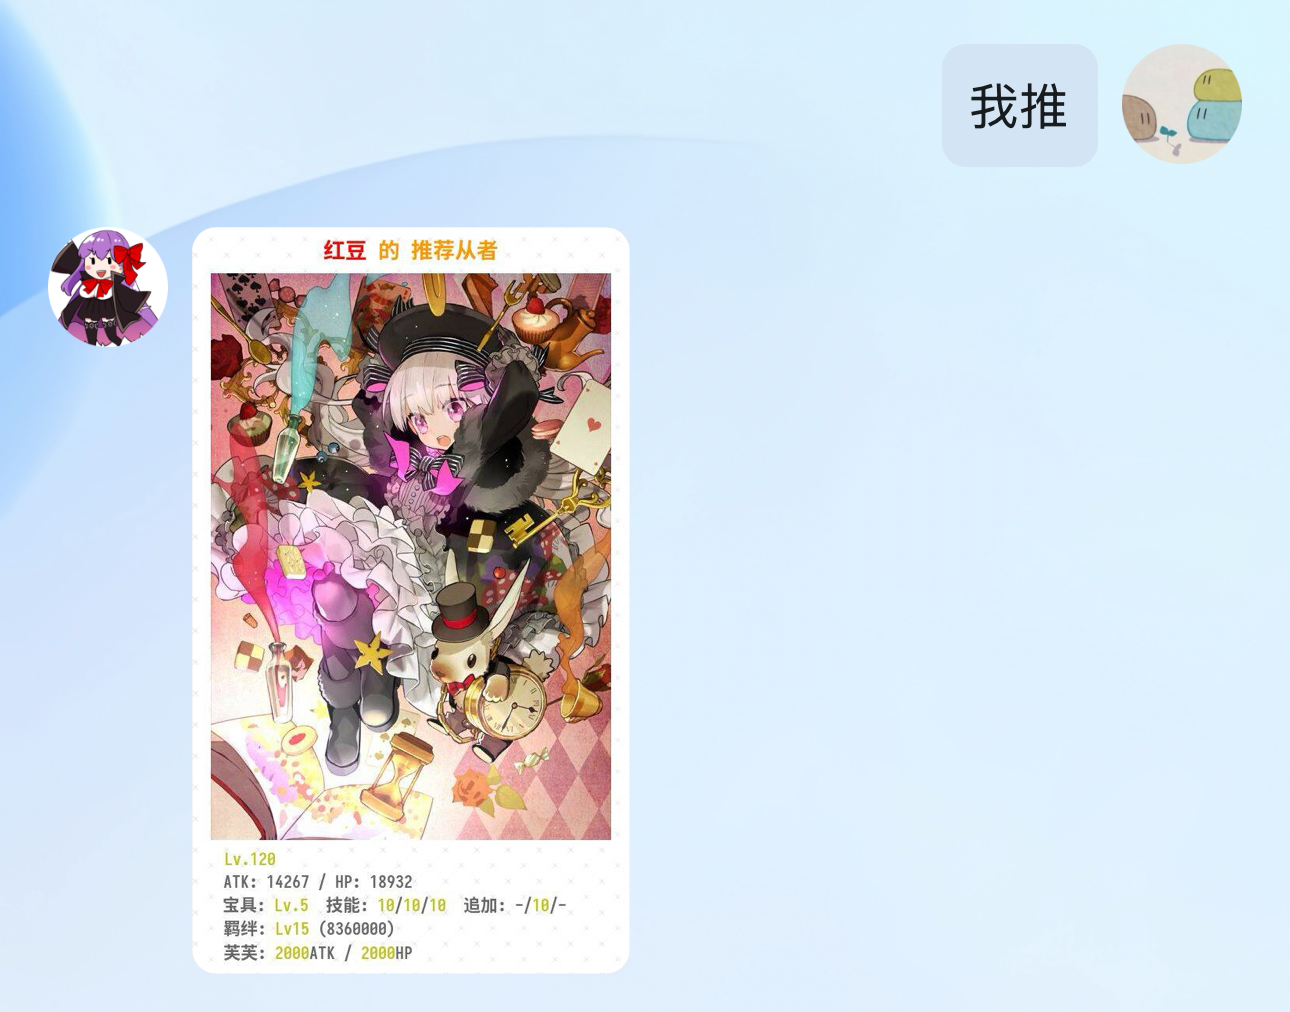 我推
红豆 的 推荐从者
Lv.120
ATK: 14267 / HP: 18932
宝具: Lv.5 技能: 10/10/10 追加: -/10/-
羁绊: Lv15 (8360000)
芙芙: 2000ATK / 2000HP